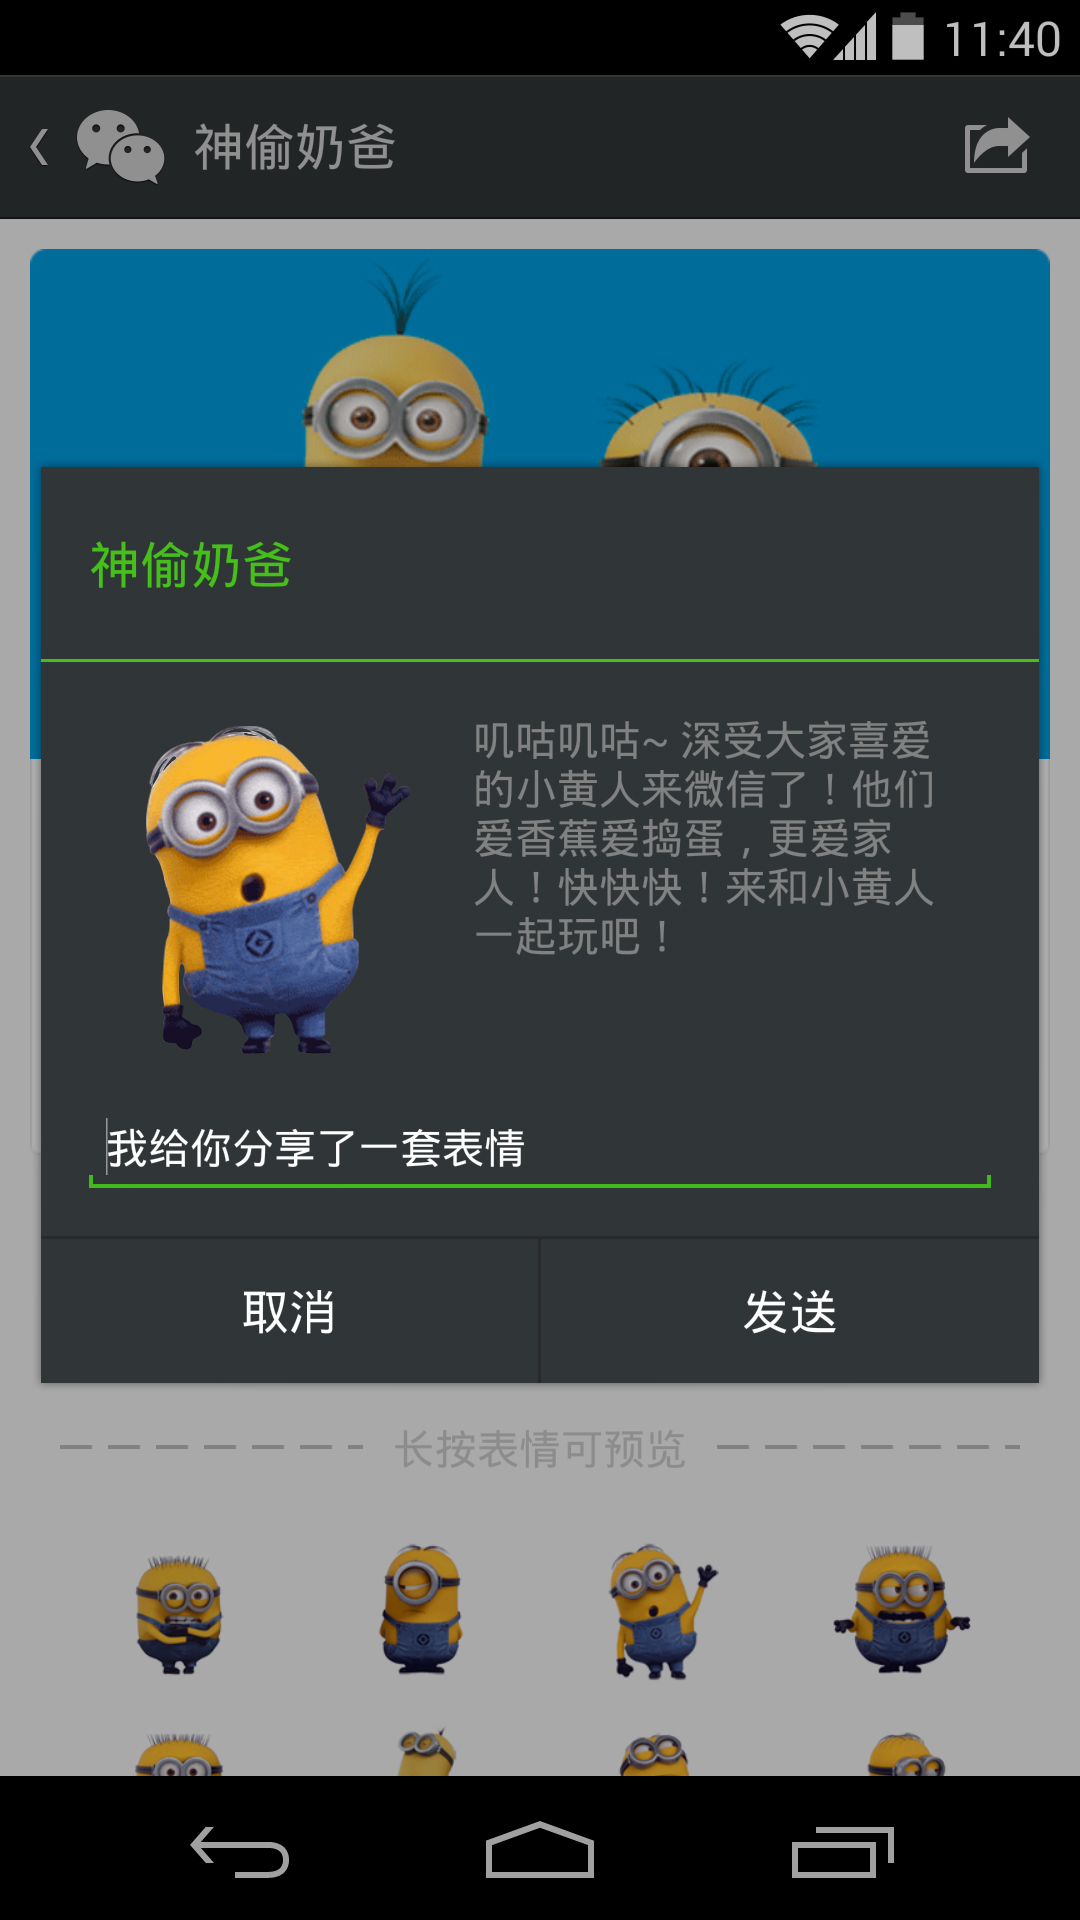 11:40
神偷奶爸
神偷奶爸
叽咕叽咕~ 深受大家喜爱
的小黄人来微信了！他们
爱香蕉爱捣蛋，更爱家
人！快快快！来和小黄人
一起玩吧！
我给你分享了一套表情
取消
发送
长按表情可预览